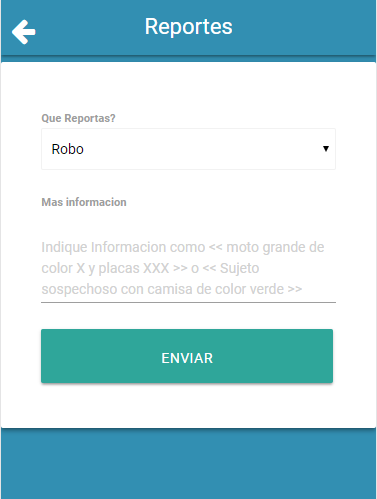 Reportes
Que Reportas?
Robo
Mas informacion
Indique Informacion como << moto grande de
color X y placas XXX >> o << Sujeto
sospechoso con camisa de color verde >>
ENVIAR